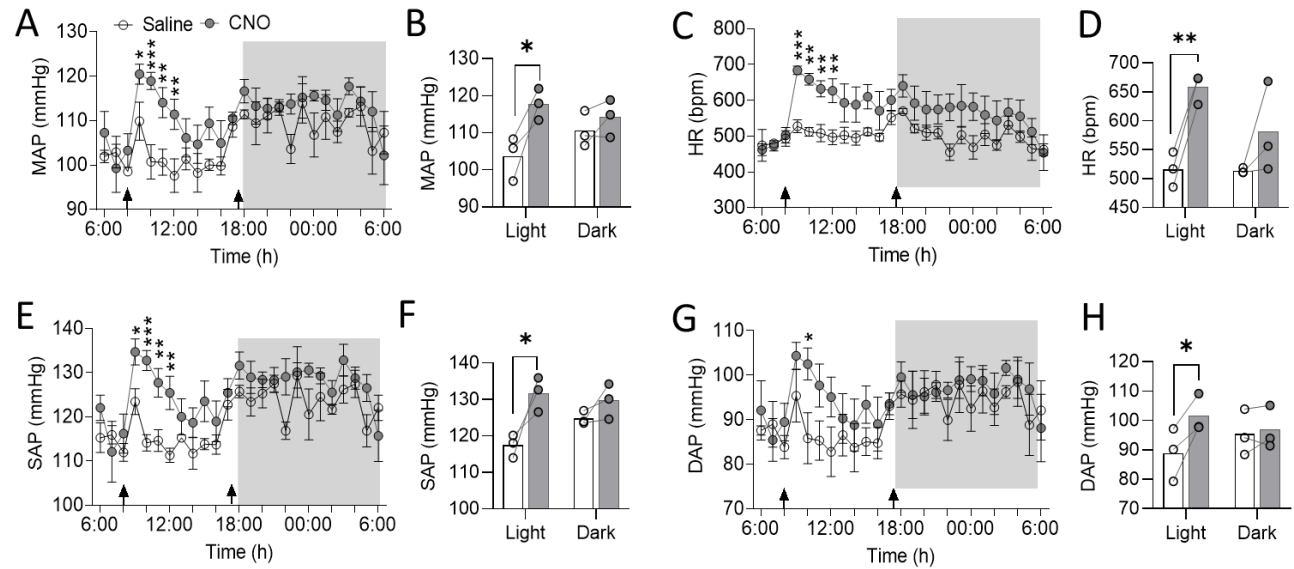 A
Saline CNO
MAP (mmHg)
130
120
110
100
90
* *** ** **
6:00 12:00 18:00 00:00 6:00
Time (h)
B
MAP (mmHg)
130
120
110
100
90
*
Light Dark
C
HR (bpm)
800
700
600
500
400
300
*** ** ** **
6:00 12:00 18:00 00:00 6:00
Time (h)
D
HR (bpm)
700
650
600
550
500
450
**
Light Dark
E
SAP (mmHg)
140
130
120
110
100
* *** ** **
6:00 12:00 18:00 00:00 6:00
Time (h)
F
SAP (mmHg)
140
130
120
110
100
*
Light Dark
G
DAP (mmHg)
110
100
90
80
70
*
6:00 12:00 18:00 00:00 6:00
Time (h)
H
DAP (mmHg)
120
110
100
90
80
70
*
Light Dark